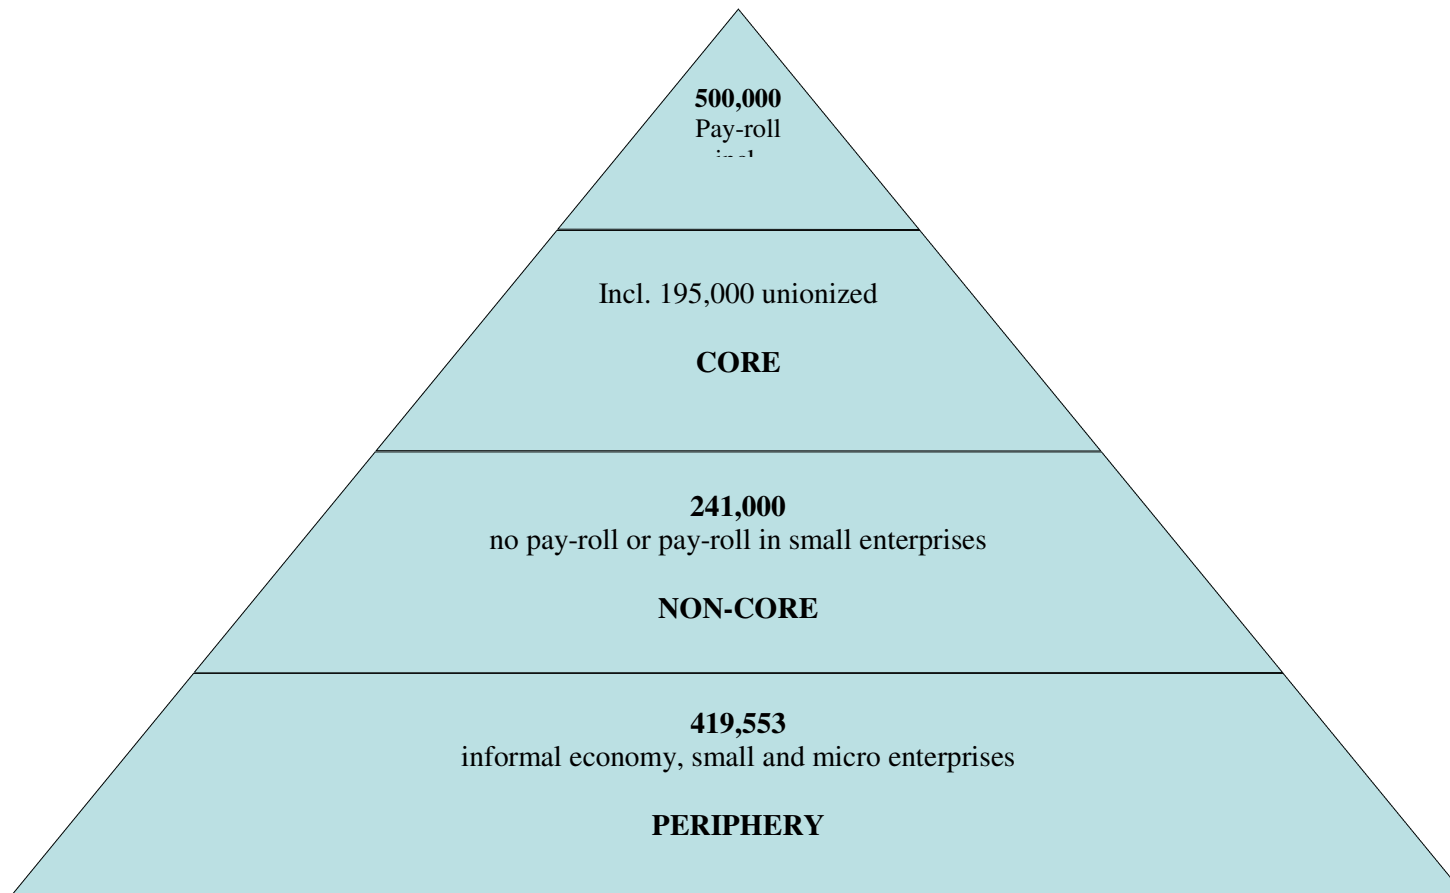 500,000
Pay-roll
Incl. 195,000 unionized
CORE
241,000
no pay-roll or pay-roll in small enterprises
NON-CORE
419,553
informal economy, small and micro enterprises
PERIPHERY